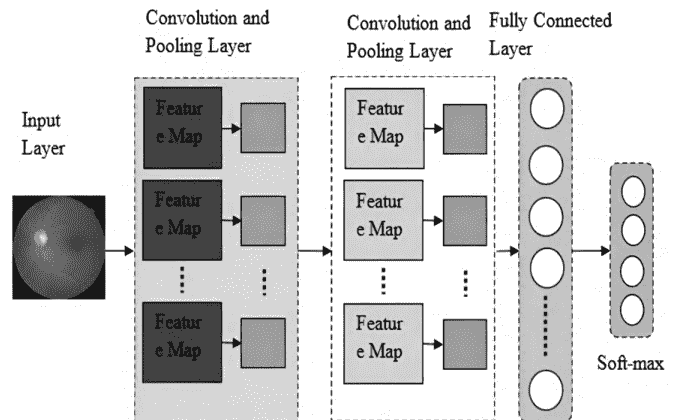 Convolution and
Pooling Layer
Convolution and
Pooling Layer
Fully Connected
Layer
Input
Layer
Featur
e Map
Featur
e Map
Featur
e Map
Featur
e Map
Featur
e Map
Featur
e Map
Soft-max